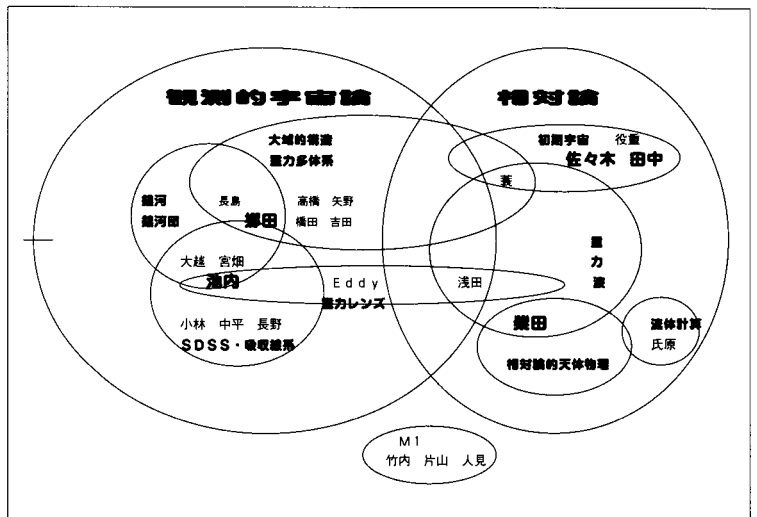 観測的宇宙論
相対論
大域的構造
重力多体系
初期宇宙 役重
佐々木 田中
蓑
銀河
銀河団
長島
郷田
高橋 矢野
橋田 吉田
重
力
波
大越 宮畑
池内
Eddy
重力レンズ
浅田
小林 中平 長野
SDSS・吸収線系
柴田
相対論的天体物理
流体計算
氏原
M1
竹内 片山 人見